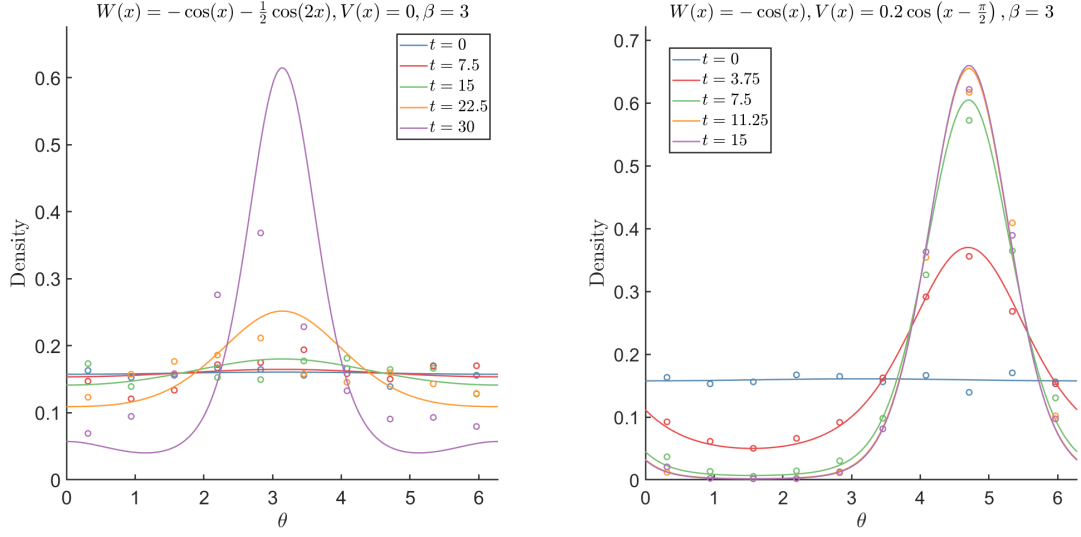 W(x) = −cos(x) − 1/2 cos(2x), V(x) = 0, β = 3
Density
0.6
0.5
0.4
0.3
0.2
0.1
0
0 1 2 3 4 5 6
θ
t = 0
t = 7.5
t = 15
t = 22.5
t = 30
W(x) = −cos(x), V(x) = 0.2 cos (x − π/2), β = 3
Density
0.7
0.6
0.5
0.4
0.3
0.2
0.1
0
0 1 2 3 4 5 6
θ
t = 0
t = 3.75
t = 7.5
t = 11.25
t = 15